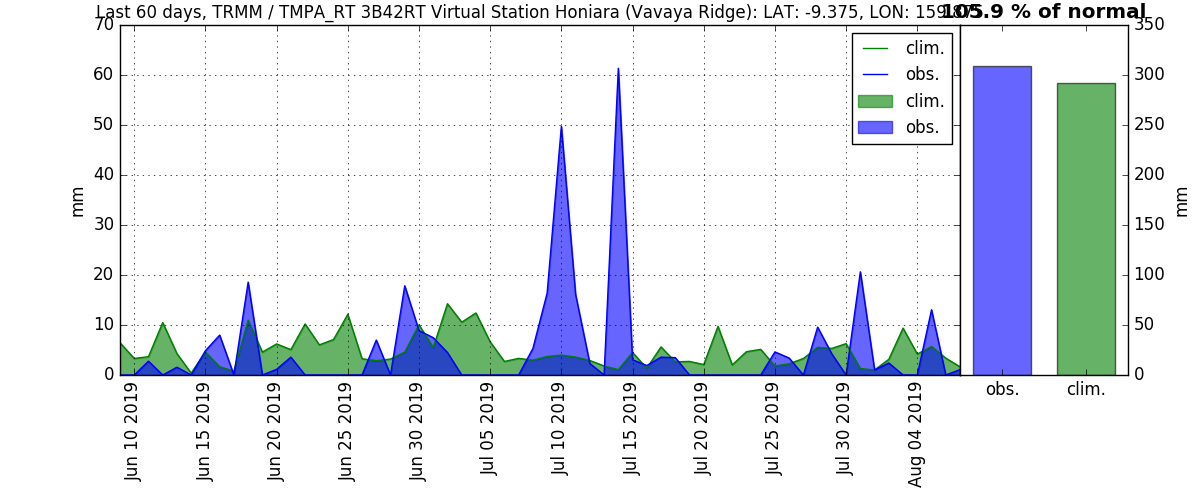 Last 60 days, TRMM / TMPA_RT 3B42RT Virtual Station Honiara (Vavaya Ridge): LAT: -9.375, LON:
105.9 % of normal
70
60
50
40
30
20
10
0
mm
Jun 10 2019
Jun 15 2019
Jun 20 2019
Jun 25 2019
Jun 30 2019
Jul 05 2019
Jul 10 2019
Jul 15 2019
Jul 20 2019
Jul 25 2019
Jul 30 2019
Aug 04 2019
clim.
obs.
clim.
obs.
350
300
250
200
150
100
50
0
mm
obs.
clim.